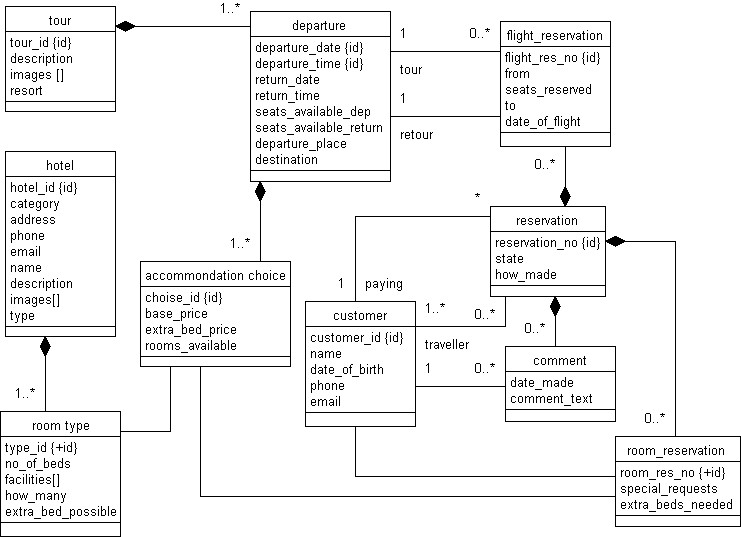 tour
tour_id {id}
description
images []
resort
1..*
departure
departure_date {id}
departure_time {id}
return_date
return_time
seats_available_dep
seats_available_return
departure_place
destination
1
0..*
tour
1
retour
flight_reservation
flight_res_no {id}
from
seats_reserved
to
date_of_flight
0..*
hotel
hotel_id {id}
category
address
phone
email
name
description
images[]
type
1..*
1..*
accommondation choice
choise_id {id}
base_price
extra_bed_price
rooms_available
*
1
paying
reservation
reservation_no {id}
state
how_made
customer
customer_id {id}
name
date_of_birth
phone
email
1..*
0..*
traveller
1
0..*
0..*
comment
date_made
comment_text
0..*
room type
type_id {+id}
no_of_beds
facilities[]
how_many
extra_bed_possible
room_reservation
room_res_no {+id}
special_requests
extra_beds_needed